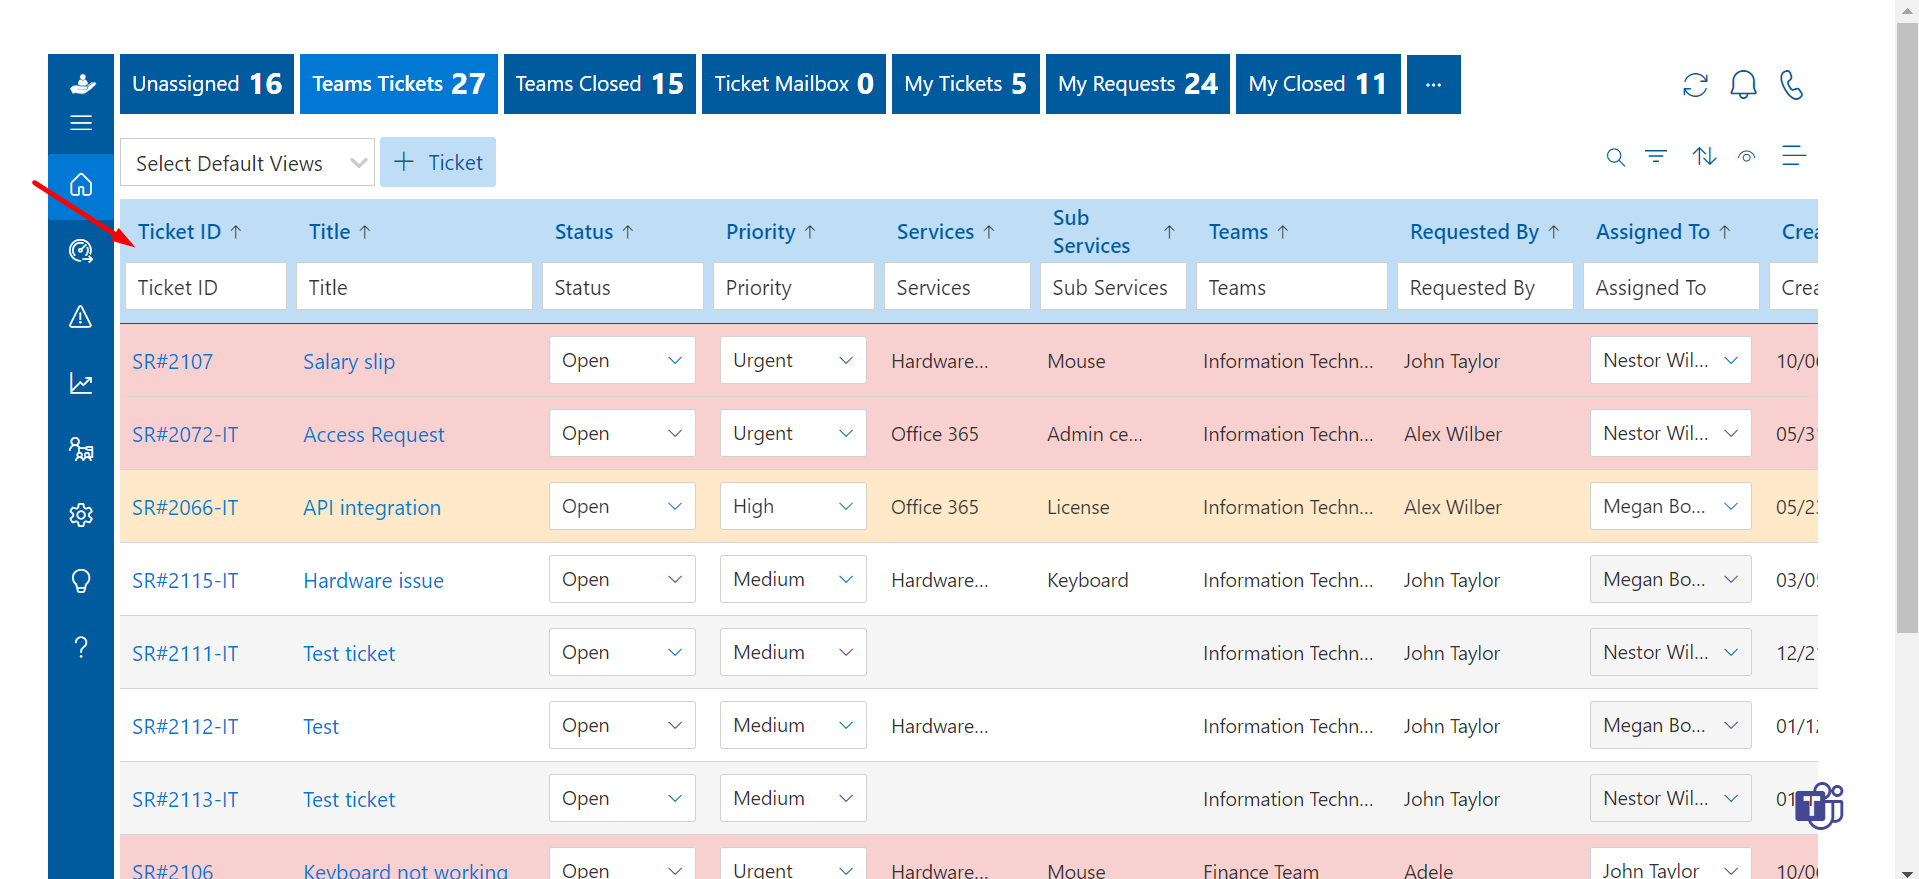 Unassigned 16 Teams Tickets 27 Teams Closed 15 Ticket Mailbox 0 My Tickets 5 My Requests 24 My Closed 11 ...
Select Default Views + Ticket
Ticket ID ↑ Title ↑ Status ↑ Priority ↑ Services ↑ Sub Services ↑ Teams ↑ Requested By ↑ Assigned To ↑ Crea
Ticket ID Title Status Priority Services Sub Services Teams Requested By Assigned To Crea
SR#2107 Salary slip Open Urgent Hardware... Mouse Information Techn... John Taylor Nestor Wil... 10/0
SR#2072-IT Access Request Open Urgent Office 365 Admin ce... Information Techn... Alex Wilber Nestor Wil... 05/3
SR#2066-IT API integration Open High Office 365 License Information Techn... Alex Wilber Megan Bo... 05/2
SR#2115-IT Hardware issue Open Medium Hardware... Keyboard Information Techn... John Taylor Megan Bo... 03/0
SR#2111-IT Test ticket Open Medium Information Techn... John Taylor Nestor Wil... 12/2
SR#2112-IT Test Open Medium Hardware... Information Techn... John Taylor Megan Bo... 01/1
SR#2113-IT Test ticket Open Medium Information Techn... John Taylor Nestor Wil... 01
SR#2106 Keyboard not working Open Urgent Hardware... Mouse Finance Team Adele John Taylor 10/0